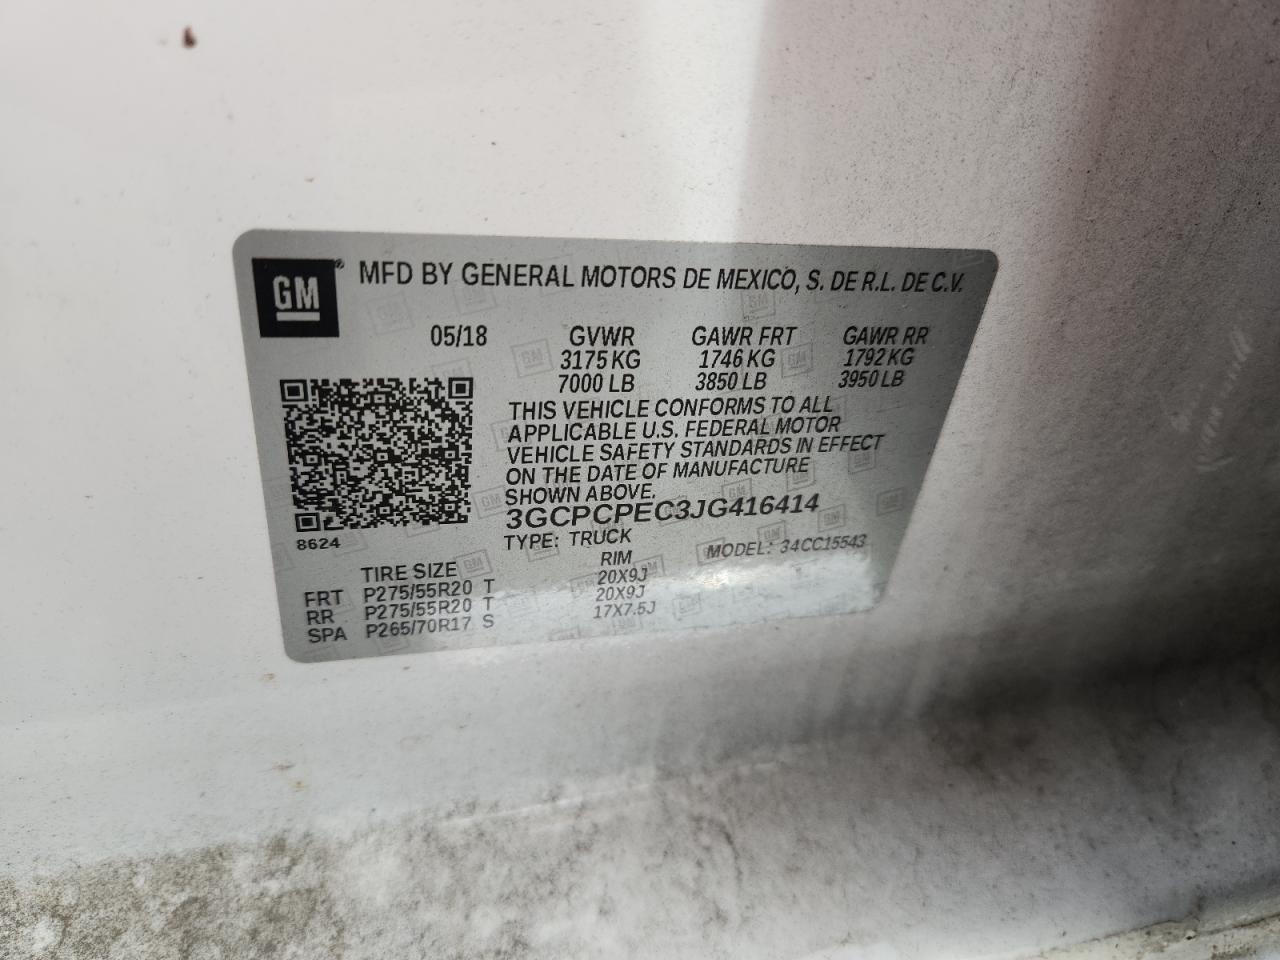 GM® MFD BY GENERAL MOTORS DE MEXICO, S. DE R.L. DE C.V.
05/18 GVWR GAWR FRT GAWR RR
3175 KG 1746 KG 1792 KG
7000 LB 3850 LB 3950 LB
THIS VEHICLE CONFORMS TO ALL
APPLICABLE U.S. FEDERAL MOTOR
VEHICLE SAFETY STANDARDS IN EFFECT
ON THE DATE OF MANUFACTURE
SHOWN ABOVE.
3GCPCPEC3JG416414
8624
TYPE: TRUCK MODEL: 34CC15543
TIRE SIZE RIM
FRT P275/55R20 T 20X9J
RR P275/55R20 T 20X9J
SPA P265/70R17 S 17X7.5J